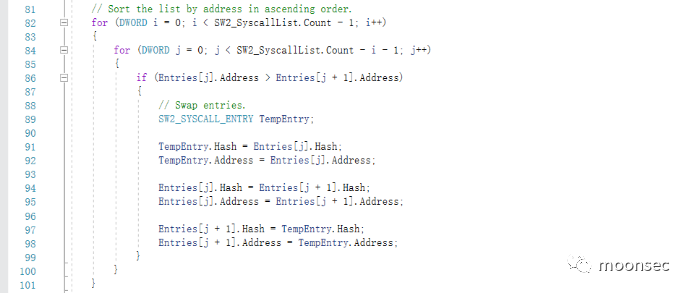 81 // Sort the list by address in ascending order.
82 for (DWORD i = 0; i < SW2_SyscallList.Count - 1; i++)
83 {
84 for (DWORD j = 0; j < SW2_SyscallList.Count - i - 1; j++)
85 {
86 if (Entries[j].Address > Entries[j + 1].Address)
87 {
88 // Swap entries.
89 SW2_SYSCALL_ENTRY TempEntry;
90
91 TempEntry.Hash = Entries[j].Hash;
92 TempEntry.Address = Entries[j].Address;
93
94 Entries[j].Hash = Entries[j + 1].Hash;
95 Entries[j].Address = Entries[j + 1].Address;
96
97 Entries[j + 1].Hash = TempEntry.Hash;
98 Entries[j + 1].Address = TempEntry.Address;
99 }
100 }
101 }
moonsec